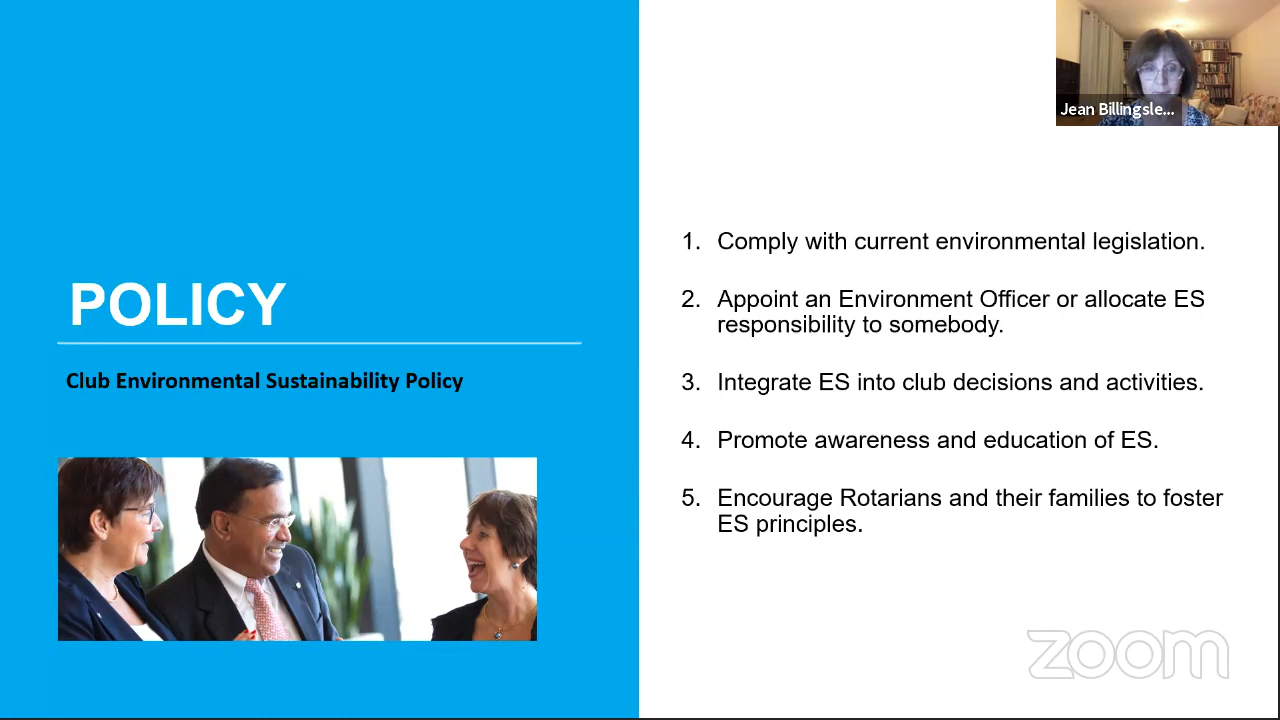 Jean Billingsle...
POLICY
Club Environmental Sustainability Policy
1. Comply with current environmental legislation.
2. Appoint an Environment Officer or allocate ES
responsibility to somebody.
3. Integrate ES into club decisions and activities.
4. Promote awareness and education of ES.
5. Encourage Rotarians and their families to foster
ES principles.
zoom